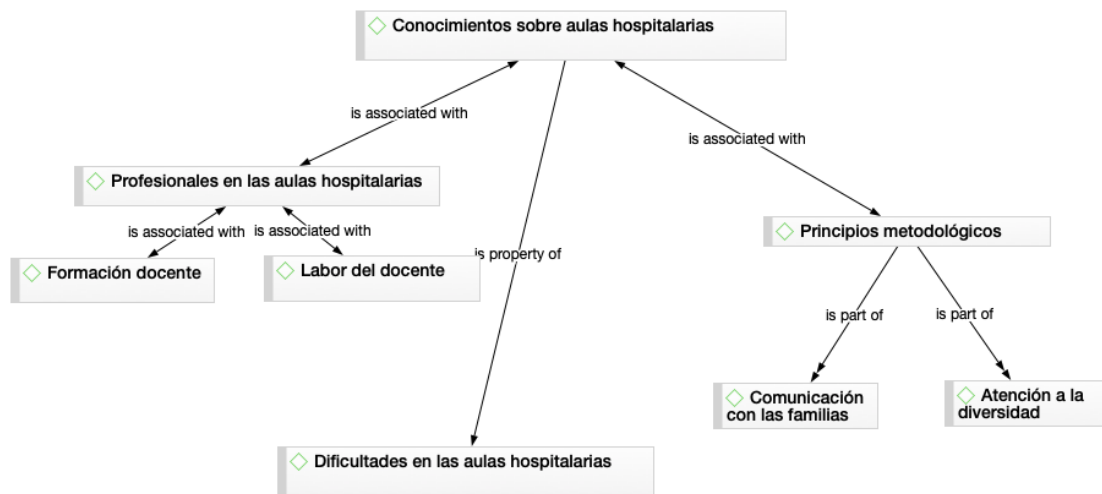 Conocimientos sobre aulas hospitalarias
is associated with
is associated with
Profesionales en las aulas hospitalarias
is associated with
is associated with
Principios metodológicos
Formación docente
Labor del docente
is property of
is part of
is part of
Comunicación
con las familias
Atención a la
diversidad
Dificultades en las aulas hospitalarias